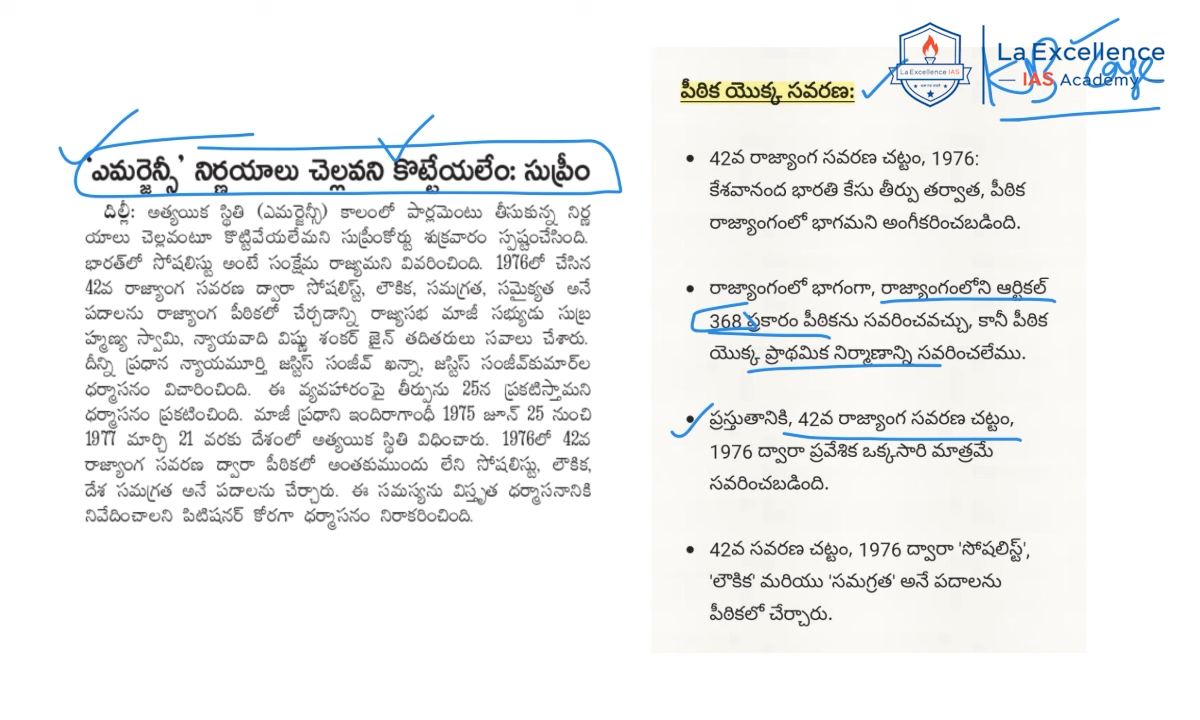 'ఎమర్జెన్సీ' నిర్ణయాలు చెల్లవని కొట్టేయలేం: సుప్రీం
దిల్లీ: అత్యయిక స్థితి (ఎమర్జెన్సీ) కాలంలో పార్లమెంటు తీసుకున్న నిర్ణ
యాలు చెల్లవంటూ కొట్టివేయలేమని సుప్రీంకోర్టు శుక్రవారం స్పష్టంచేసింది.
భారత్‌లో సోషలిస్టు అంటే సంక్షేమ రాజ్యమని వివరించింది. 1976లో చేసిన
42వ రాజ్యాంగ సవరణ ద్వారా సోషలిస్ట్, లౌకిక, సమగ్రత, సమైక్యత అనే
పదాలను రాజ్యాంగ పీఠికలో చేర్చడాన్ని రాజ్యసభ మాజీ సభ్యుడు సుబ్ర
హ్మణ్య స్వామి, న్యాయవాది విష్ణు శంకర్ జైన్ తదితరులు సవాలు చేశారు.
దీన్ని ప్రధాన న్యాయమూర్తి జస్టిస్ సంజీవ్ ఖన్నా, జస్టిస్ సంజీవ్‌కుమార్‌ల
ధర్మాసనం విచారించింది. ఈ వ్యవహారంపై తీర్పును 25న ప్రకటిస్తామని
ధర్మాసనం ప్రకటించింది. మాజీ ప్రధాని ఇందిరాగాంధీ 1975 జూన్ 25 నుంచి
1977 మార్చి 21 వరకు దేశంలో అత్యయిక స్థితి విధించారు. 1976లో 42వ
రాజ్యాంగ సవరణ ద్వారా పీఠికలో అంతకుముందు లేని సోషలిస్టు, లౌకిక,
దేశ సమగ్రత అనే పదాలను చేర్చారు. ఈ సమస్యను విస్తృత ధర్మాసనానికి
నివేదించాలని పిటిషనర్ కోరగా ధర్మాసనం నిరాకరించింది.
La Excellence IAS
La Excellence
IAS Academy
పీఠిక యొక్క సవరణ:
• 42వ రాజ్యాంగ సవరణ చట్టం, 1976:
కేశవానంద భారతి కేసు తీర్పు తర్వాత, పీఠిక
రాజ్యాంగంలో భాగమని అంగీకరించబడింది.
• రాజ్యాంగంలో భాగంగా, రాజ్యాంగంలోని ఆర్టికల్
368 ప్రకారం పీఠికను సవరించవచ్చు, కానీ పీఠిక
యొక్క ప్రాథమిక నిర్మాణాన్ని సవరించలేము.
• ప్రస్తుతానికి, 42వ రాజ్యాంగ సవరణ చట్టం,
1976 ద్వారా ప్రవేశిక ఒక్కసారి మాత్రమే
సవరించబడింది.
• 42వ సవరణ చట్టం, 1976 ద్వారా 'సోషలిస్ట్',
'లౌకిక' మరియు 'సమగ్రత' అనే పదాలను
పీఠికలో చేర్చారు.